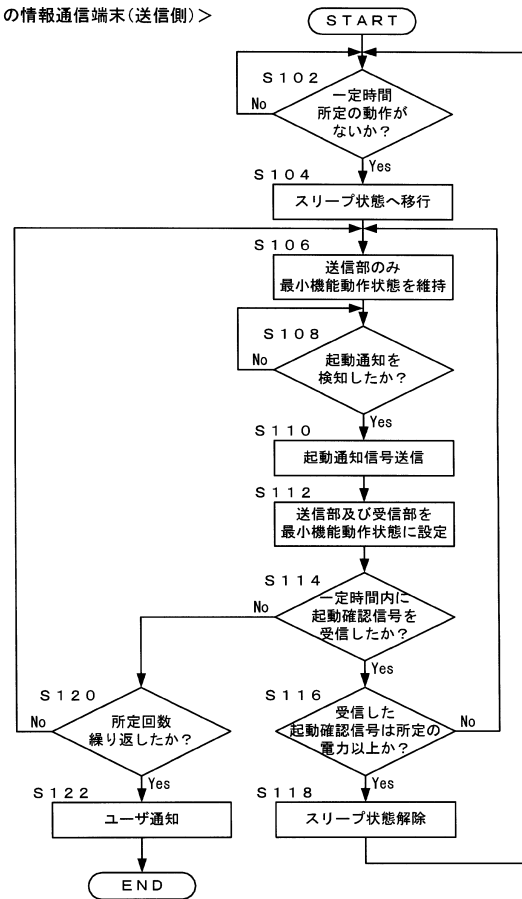 の情報通信端末(送信側)>
START
S102
一定時間
所定の動作が
ないか?
No
Yes
S104
スリープ状態へ移行
S106
送信部のみ
最小機能動作状態を維持
S108
起動通知を
検知したか?
No
Yes
S110
起動通知信号送信
S112
送信部及び受信部を
最小機能動作状態に設定
S114
一定時間内に
起動確認信号を
受信したか?
No
Yes
S120
所定回数
繰り返したか?
No
Yes
S116
受信した
起動確認信号は所定の
電力以上か?
No
Yes
S122
ユーザ通知
S118
スリープ状態解除
END